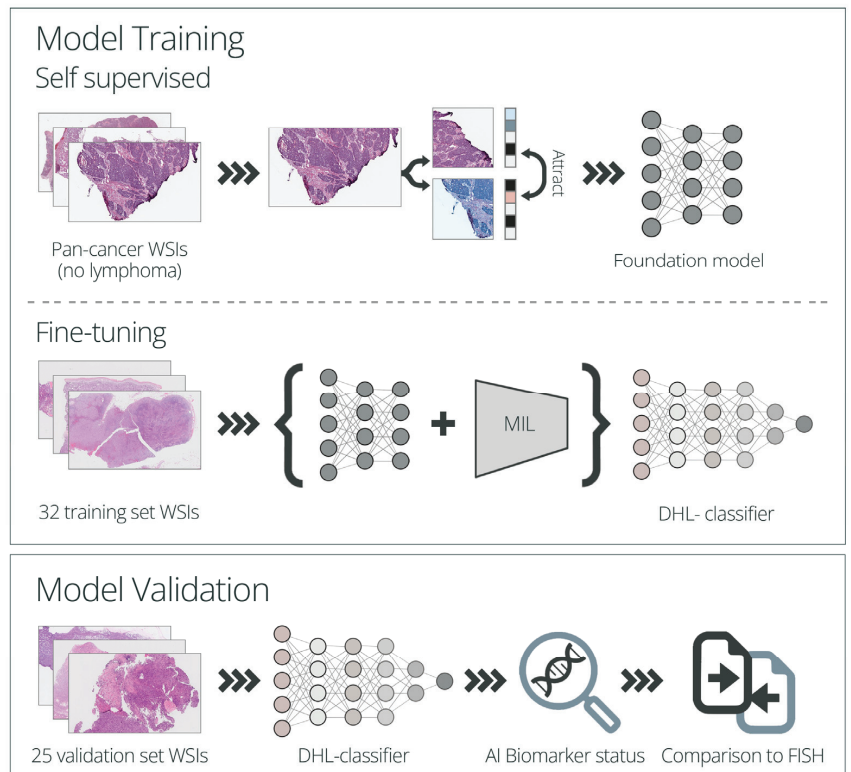 Model Training
Self supervised
Attract
Pan-cancer WSIs
(no lymphoma)
Foundation model
Fine-tuning
MIL
32 training set WSIs
DHL- classifier
Model Validation
25 validation set WSIs
DHL-classifier
AI Biomarker status
Comparison to FISH